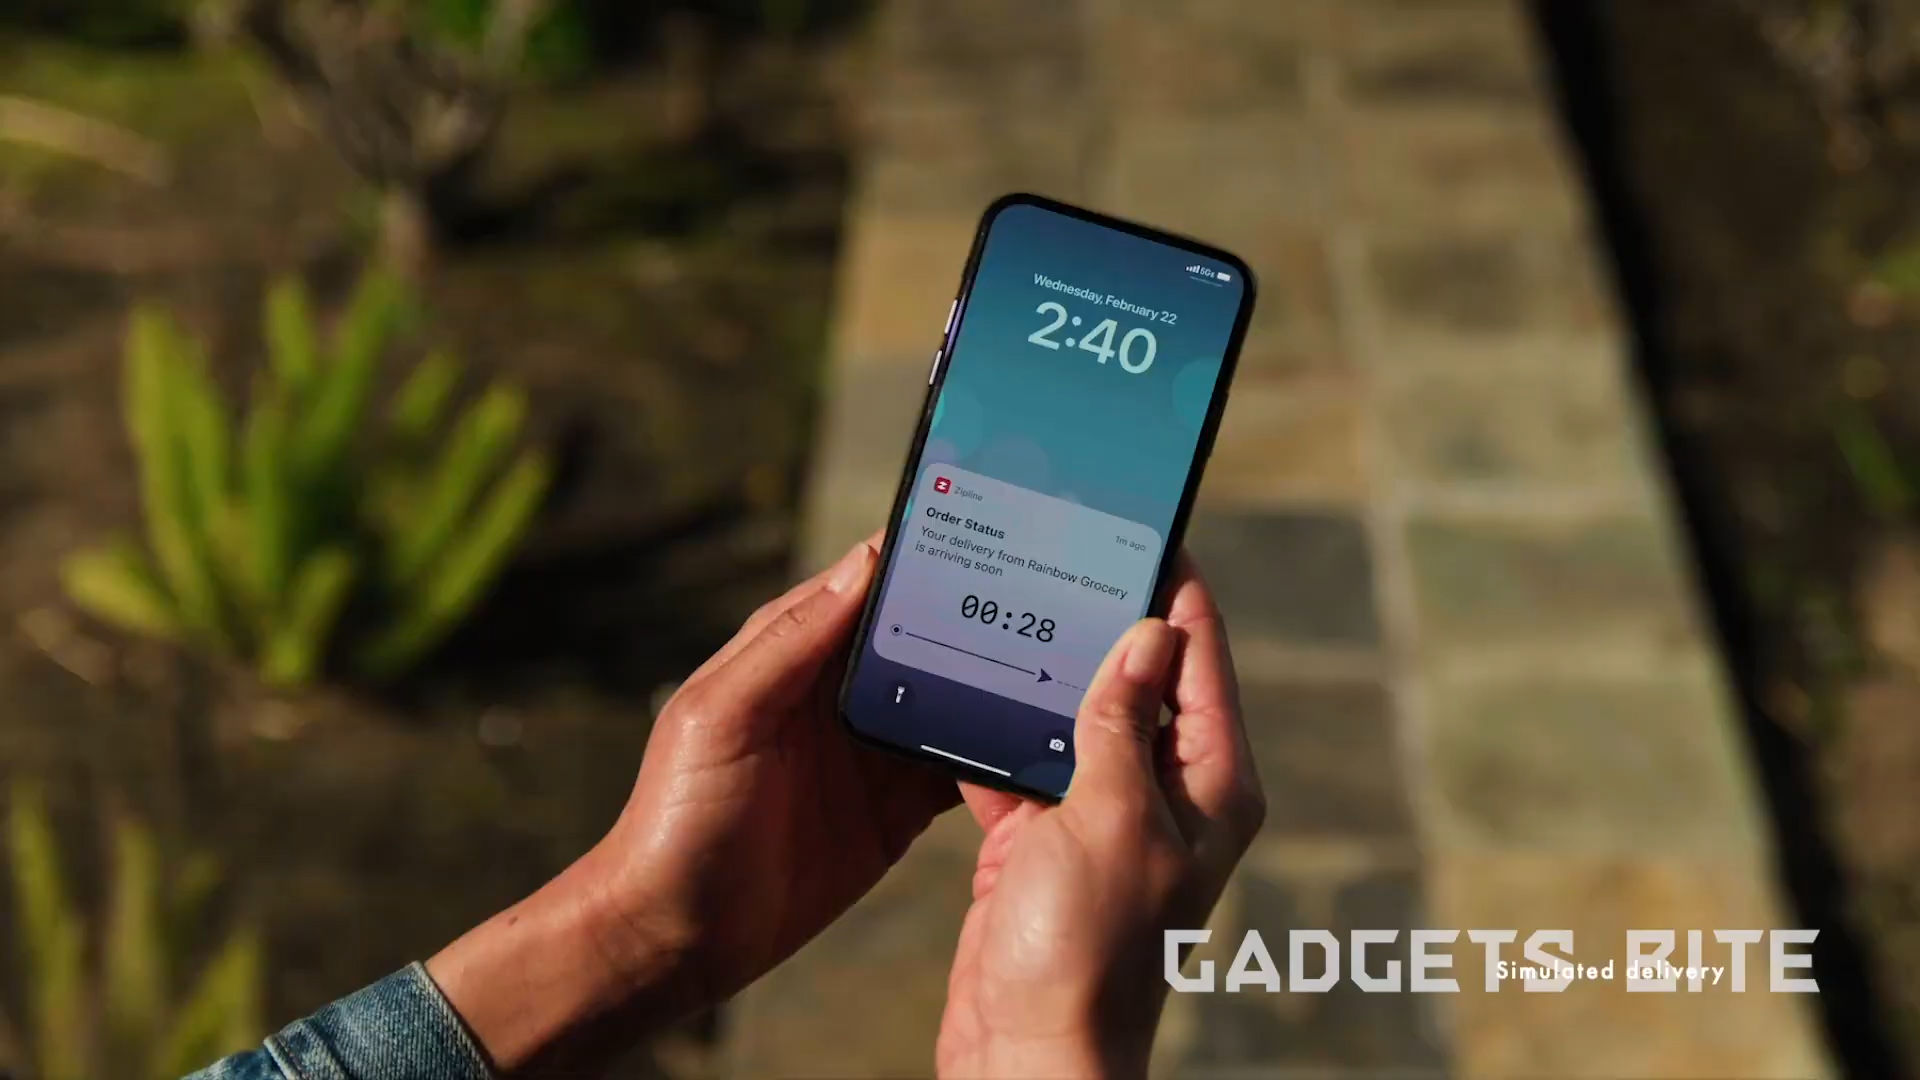 5G
Wednesday, February 22
2:40
Zipline
Order Status
1m ago
Your delivery from Rainbow Grocery
is arriving soon
00:28
GADGETS BITE
Simulated delivery